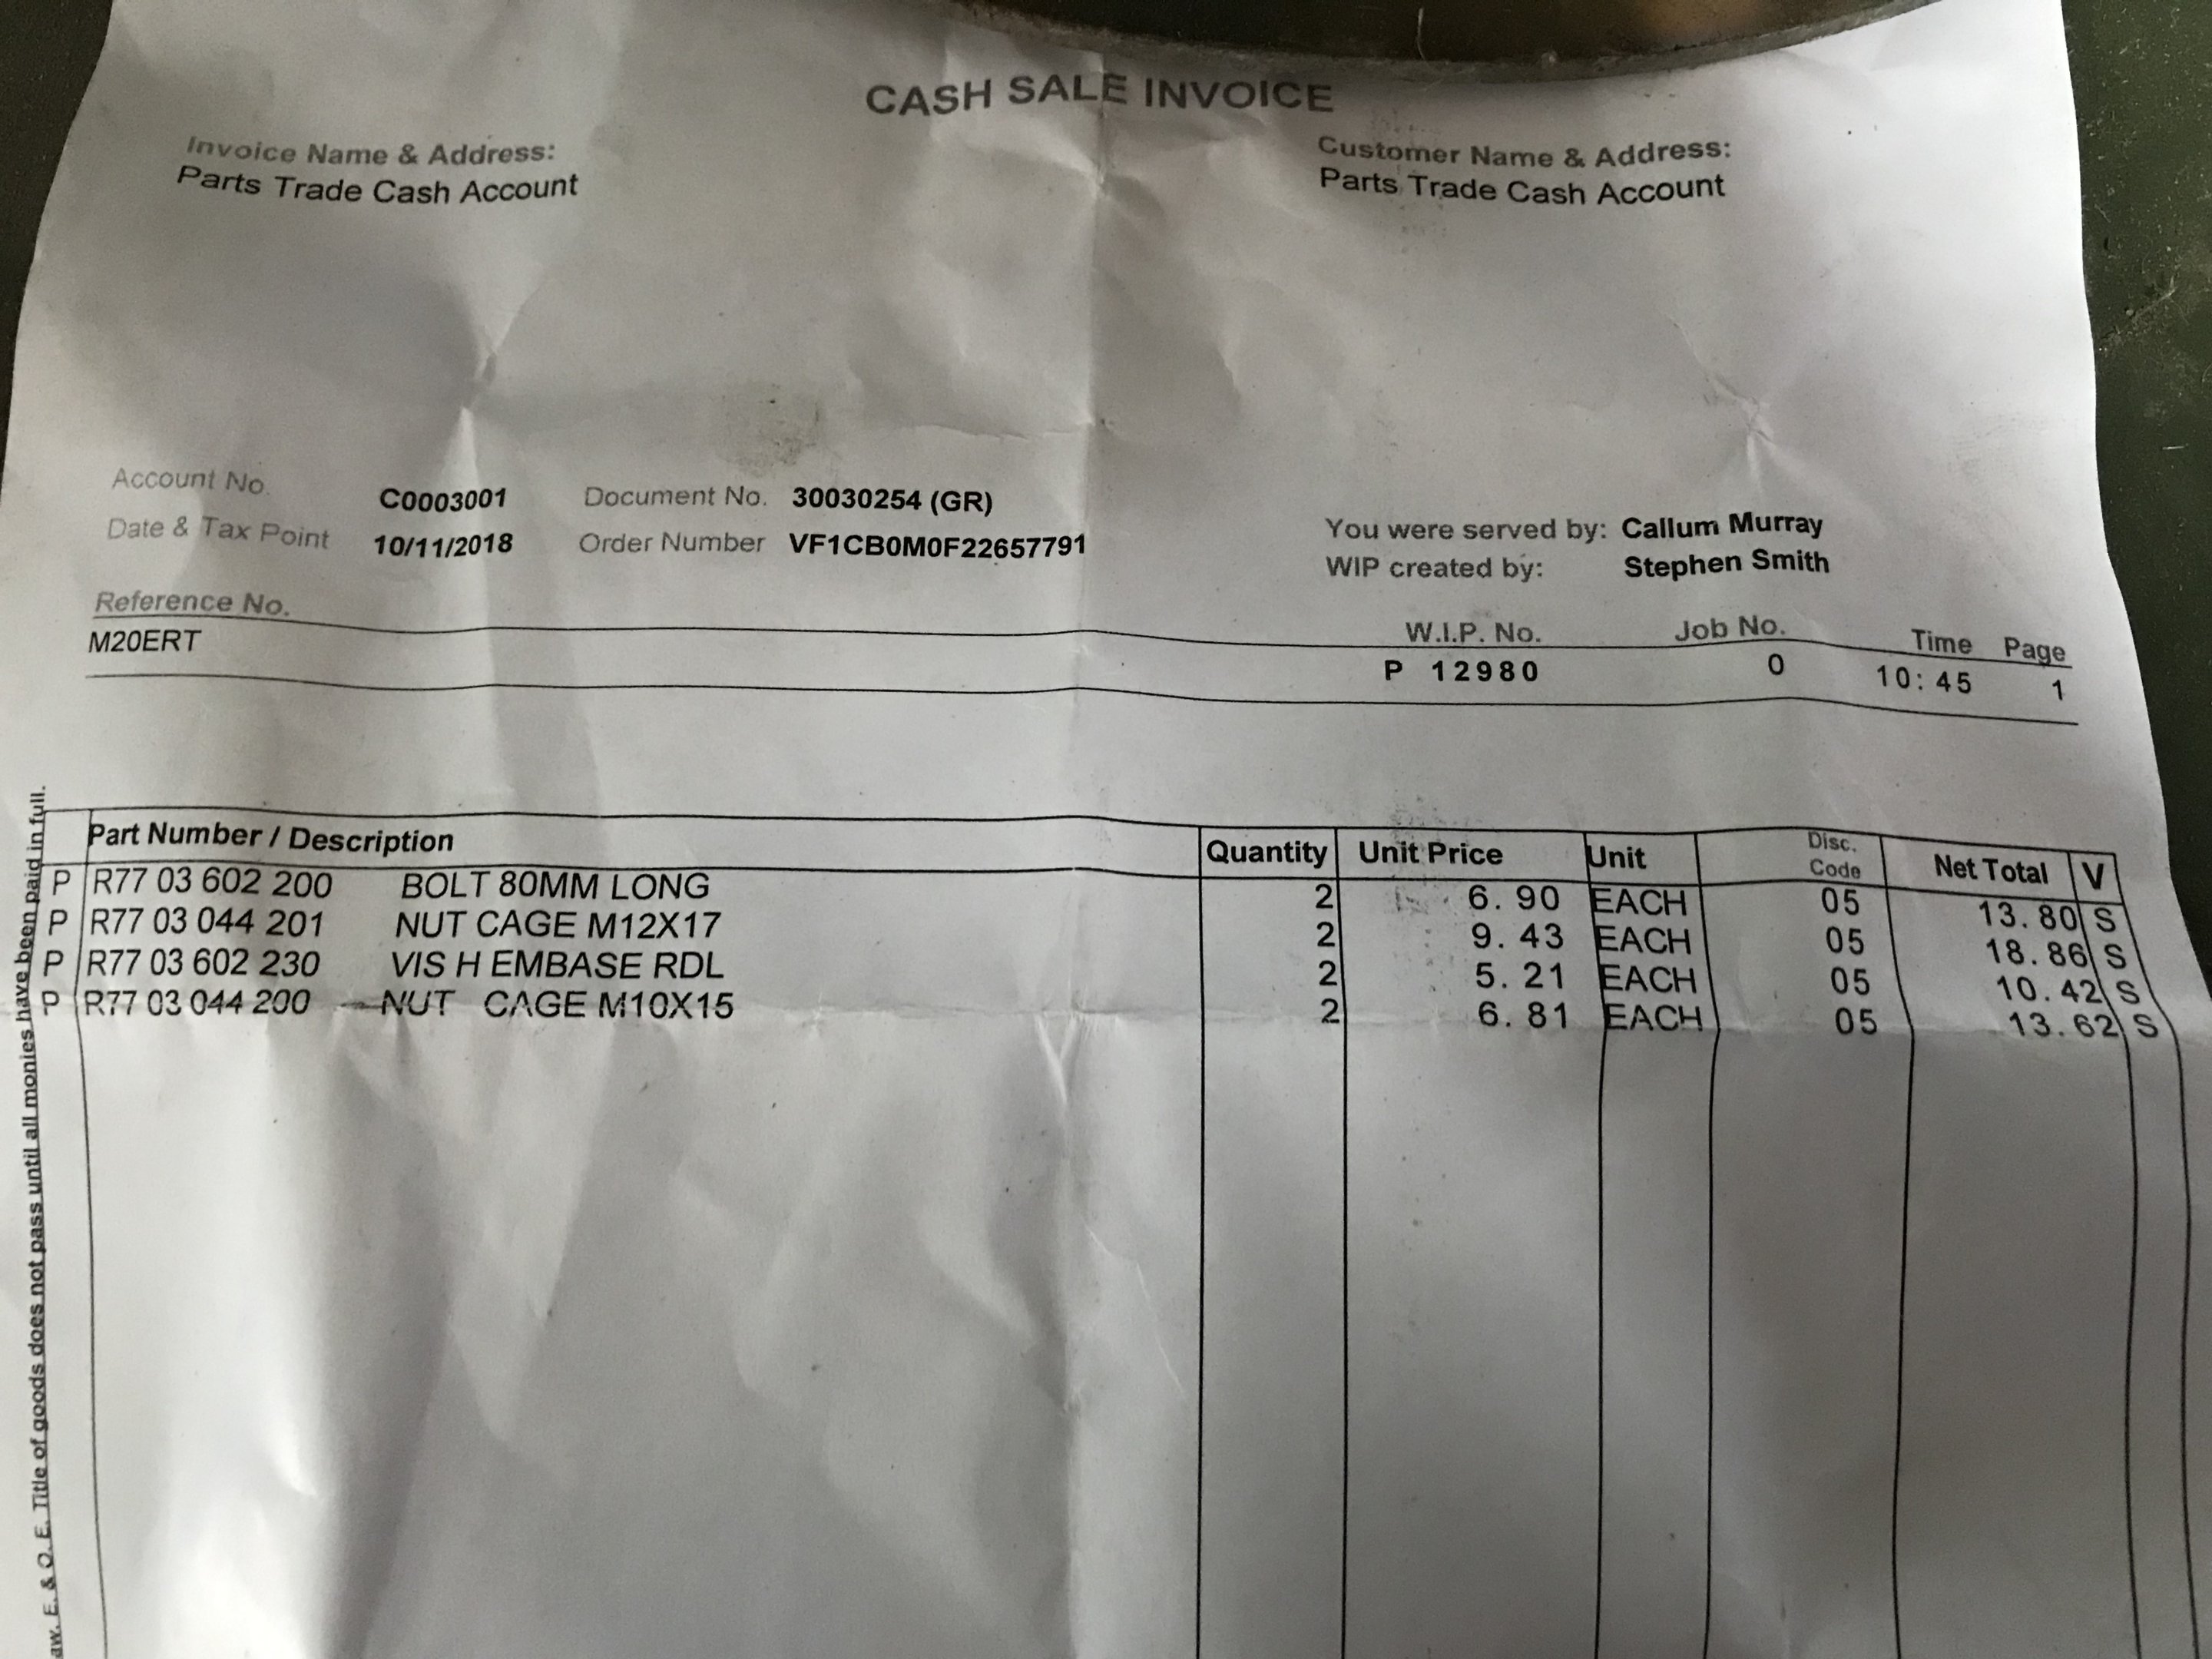 CASH SALE INVOICE
Invoice Name & Address:
Parts Trade Cash Account
Customer Name & Address:
Parts Trade Cash Account
Account No. C0003001 Document No. 30030254 (GR)
Date & Tax Point 10/11/2018 Order Number VF1CB0M0F22657791
You were served by: Callum Murray
WIP created by: Stephen Smith
Reference No. W.I.P. No. Job No. Time Page
M20ERT P 12980 0 10:45 1
Part Number / Description Quantity Unit Price Unit Disc. Code Net Total V
P R77 03 602 200 BOLT 80MM LONG 2 6.90 EACH 05 13.80 S
P R77 03 044 201 NUT CAGE M12X17 2 9.43 EACH 05 18.86 S
P R77 03 602 230 VIS H EMBASE RDL 2 5.21 EACH 05 10.42 S
P R77 03 044 200 NUT CAGE M10X15 2 6.81 EACH 05 13.62 S
E. & O. E. Title of goods does not pass until all monies have been paid in full.